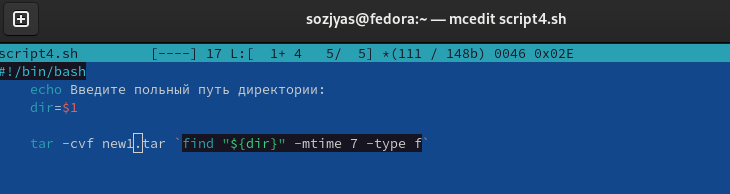 sozjyas@fedora:~ — mcedit script4.sh
script4.sh [----] 17 L:[ 1+ 4 5/ 5] *(111 / 148b) 0046 0x02E
#!/bin/bash
echo Введите польный путь директории:
dir=$1
tar -cvf new1.tar `find "${dir}" -mtime 7 -type f`